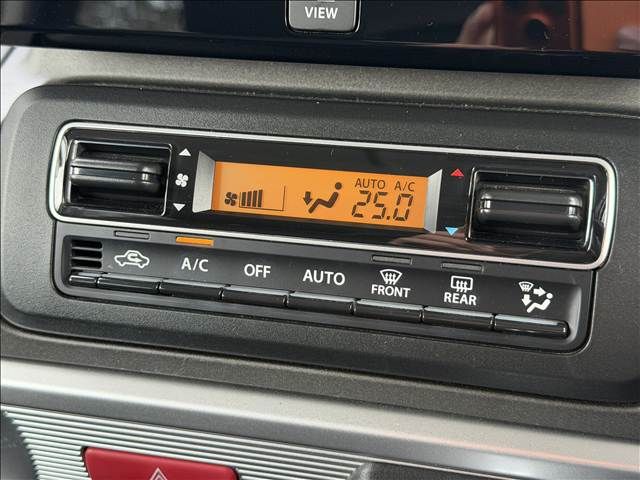 VIEW
AUTO A/C
25.0
A/C OFF AUTO FRONT REAR